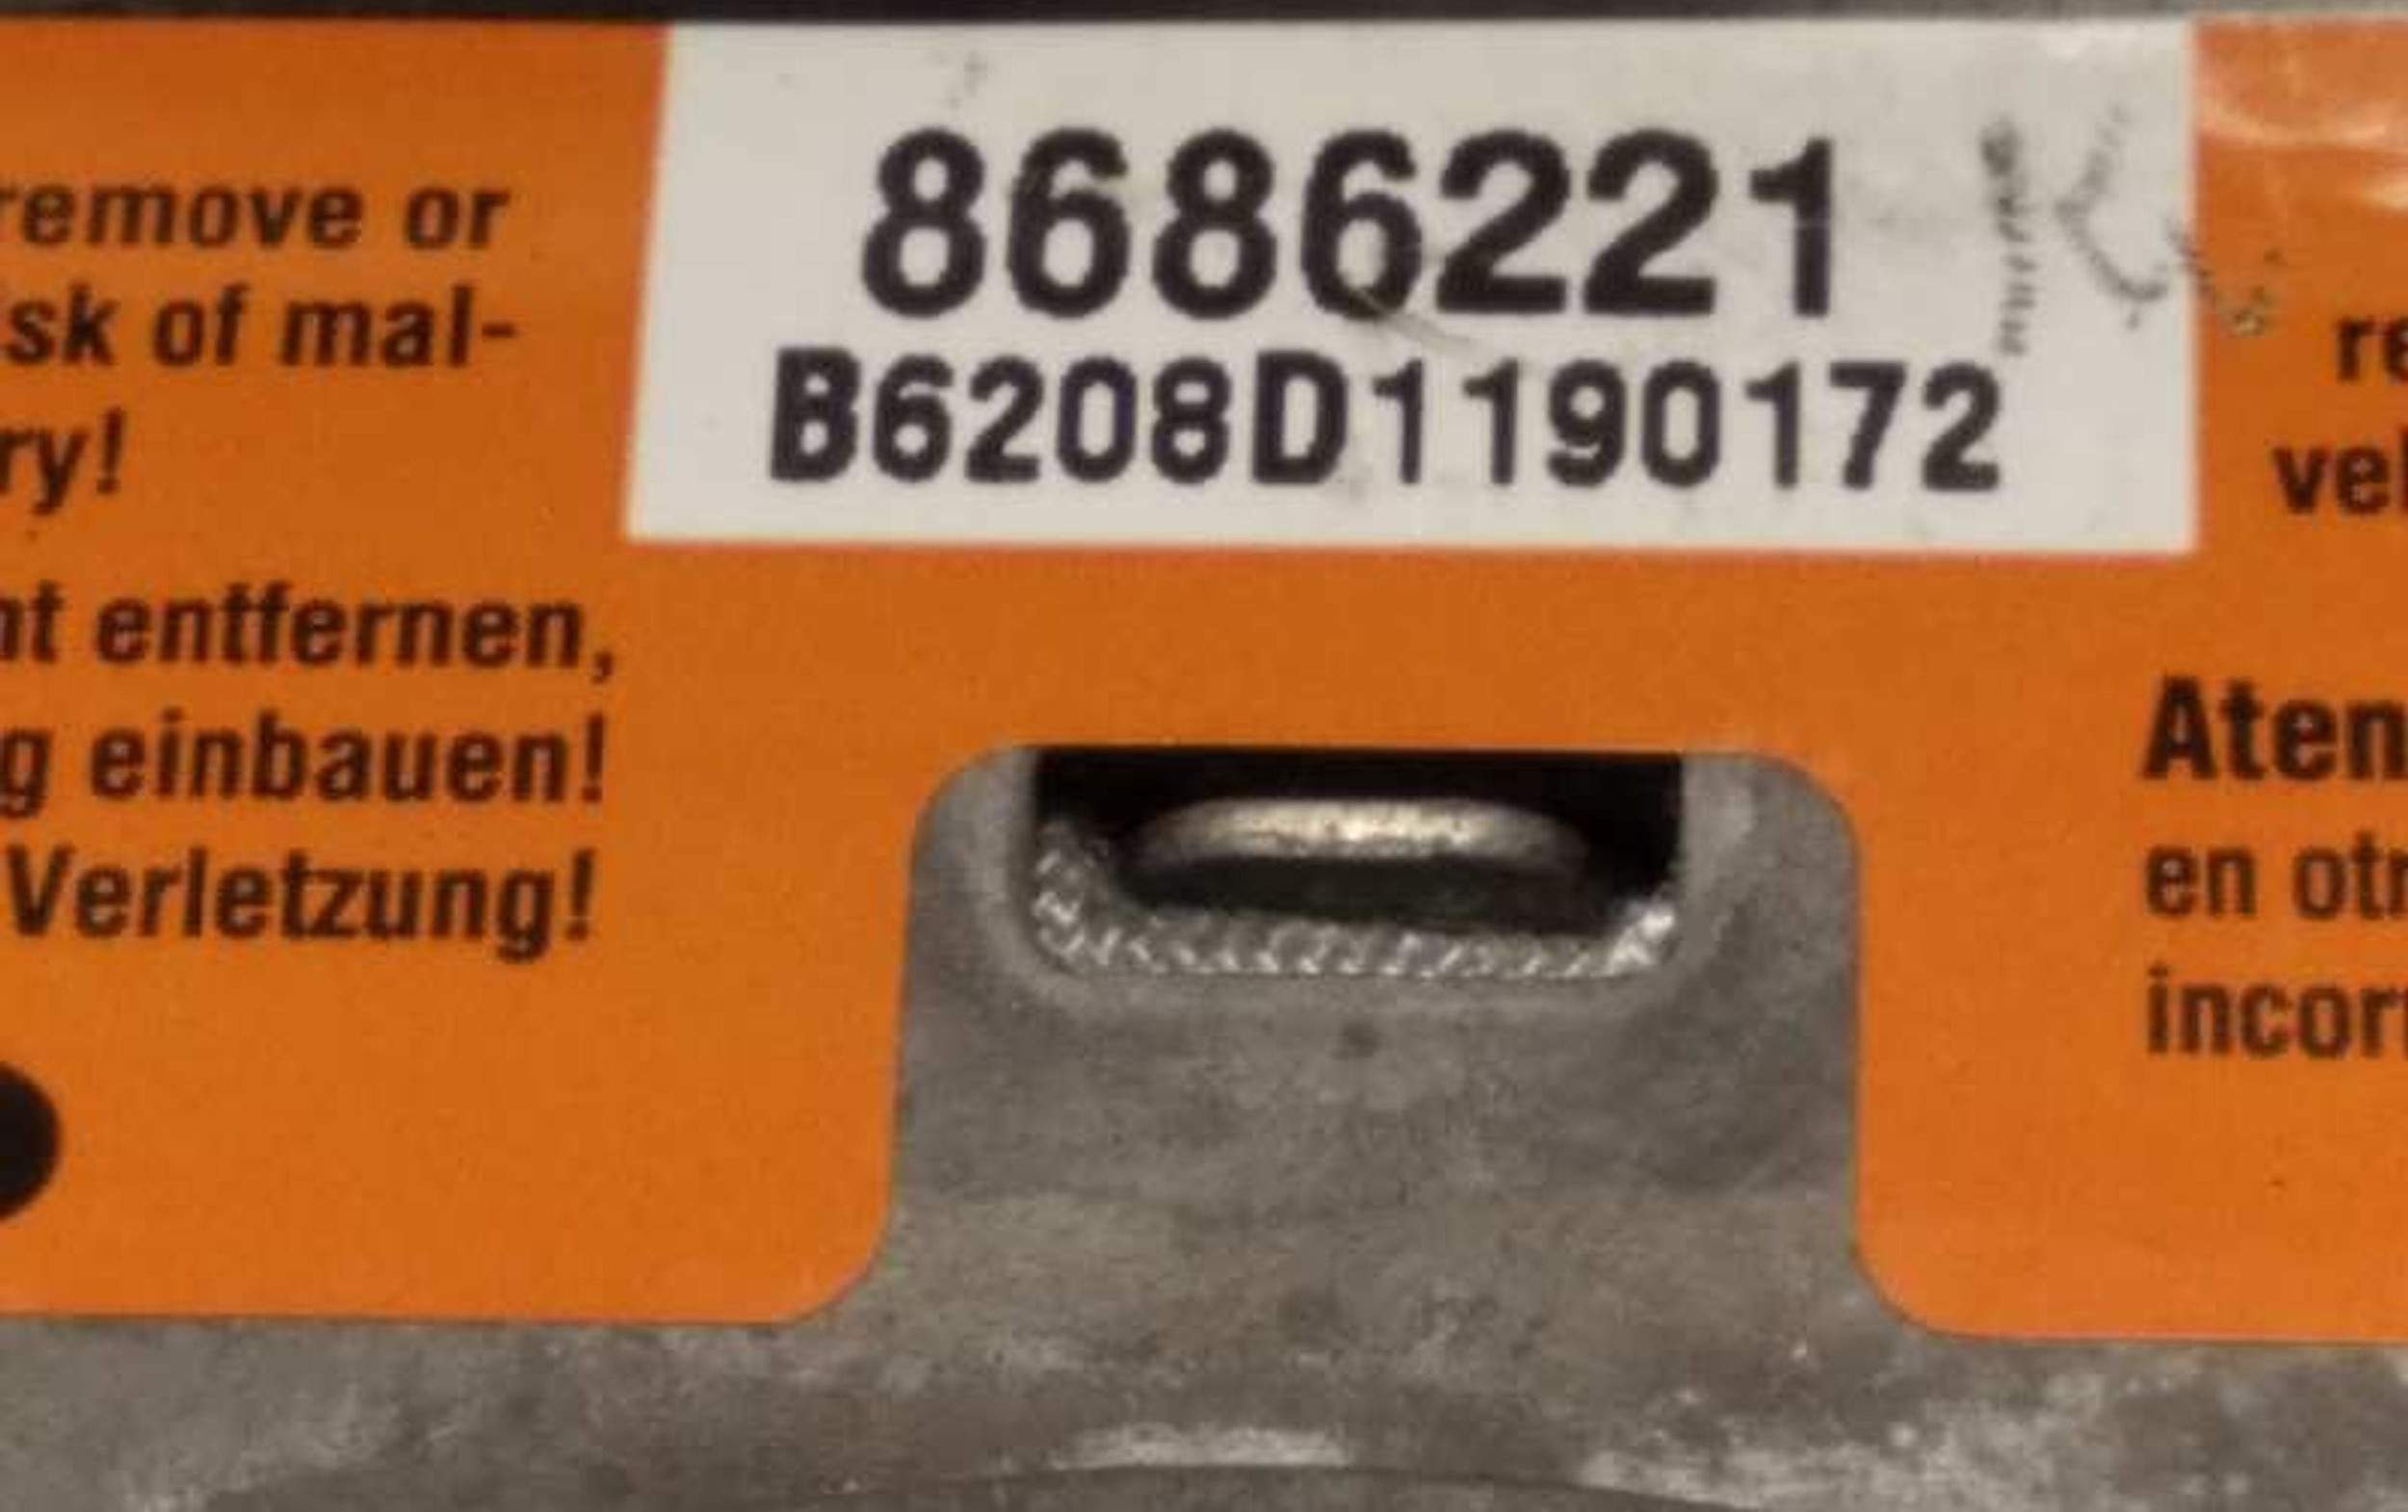 remove or
sk of mal-
ry!
nt entfernen,
g einbauen!
Verletzung!
8686221
B6208D1190172
re
vel
Aten
en otr
incor